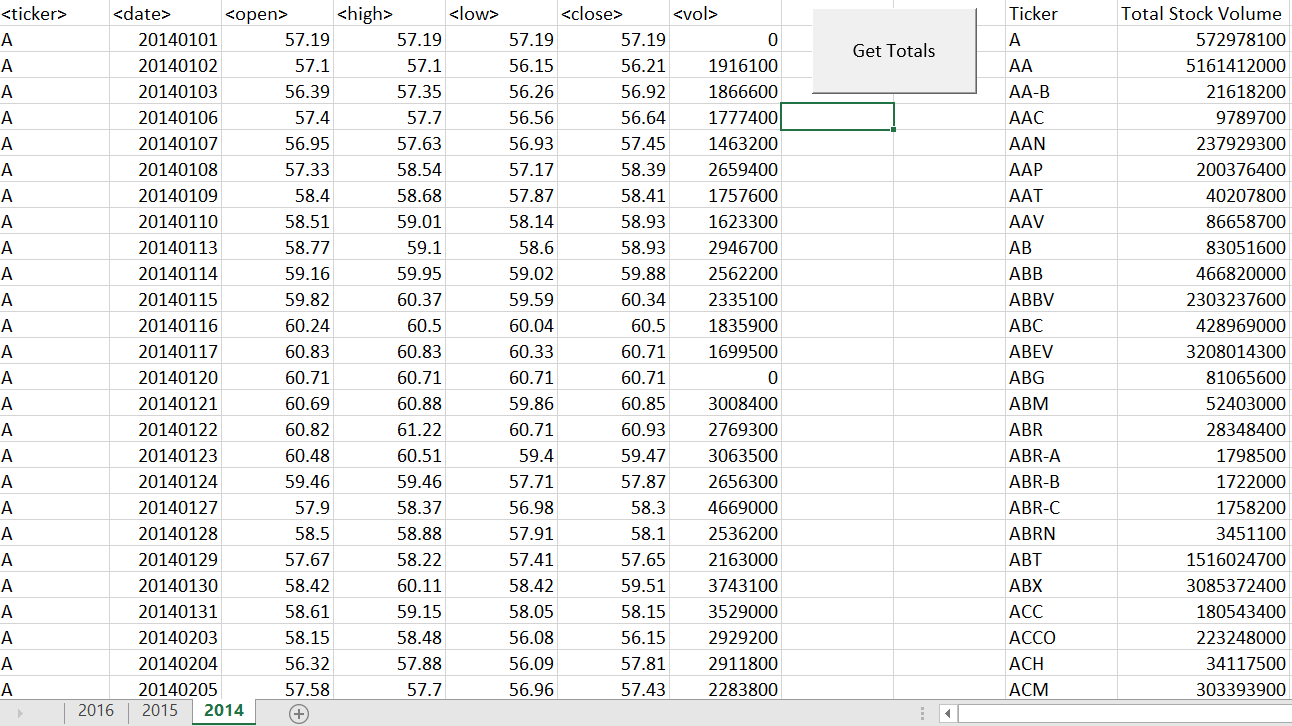 <ticker> <date> <open> <high> <low> <close> <vol> Ticker Total Stock Volume
A 20140101 57.19 57.19 57.19 57.19 0 Get Totals A 572978100
A 20140102 57.1 57.1 56.15 56.21 1916100 AA 5161412000
A 20140103 56.39 57.35 56.26 56.92 1866600 AA-B 21618200
A 20140106 57.4 57.7 56.56 56.64 1777400 AAC 9789700
A 20140107 56.95 57.63 56.93 57.45 1463200 AAN 237929300
A 20140108 57.33 58.54 57.17 58.39 2659400 AAP 200376400
A 20140109 58.4 58.68 57.87 58.41 1757600 AAT 40207800
A 20140110 58.51 59.01 58.14 58.93 1623300 AAV 86658700
A 20140113 58.77 59.1 58.6 58.93 2946700 AB 83051600
A 20140114 59.16 59.95 59.02 59.88 2562200 ABB 466820000
A 20140115 59.82 60.37 59.59 60.34 2335100 ABBV 2303237600
A 20140116 60.24 60.5 60.04 60.5 1835900 ABC 428969000
A 20140117 60.83 60.83 60.33 60.71 1699500 ABEV 3208014300
A 20140120 60.71 60.71 60.71 60.71 0 ABG 81065600
A 20140121 60.69 60.88 59.86 60.85 3008400 ABM 52403000
A 20140122 60.82 61.22 60.71 60.93 2769300 ABR 28348400
A 20140123 60.48 60.51 59.4 59.47 3063500 ABR-A 1798500
A 20140124 59.46 59.46 57.71 57.87 2656300 ABR-B 1722000
A 20140127 57.9 58.37 56.98 58.3 4669000 ABR-C 1758200
A 20140128 58.5 58.88 57.91 58.1 2536200 ABRN 3451100
A 20140129 57.67 58.22 57.41 57.65 2163000 ABT 1516024700
A 20140130 58.42 60.11 58.42 59.51 3743100 ABX 3085372400
A 20140131 58.61 59.15 58.05 58.15 3529000 ACC 180543400
A 20140203 58.15 58.48 56.08 56.15 2929200 ACCO 223248000
A 20140204 56.32 57.88 56.09 57.81 2911800 ACH 34117500
A 20140205 57.58 57.7 56.96 57.43 2283800 ACM 303393900
2016 2015 2014